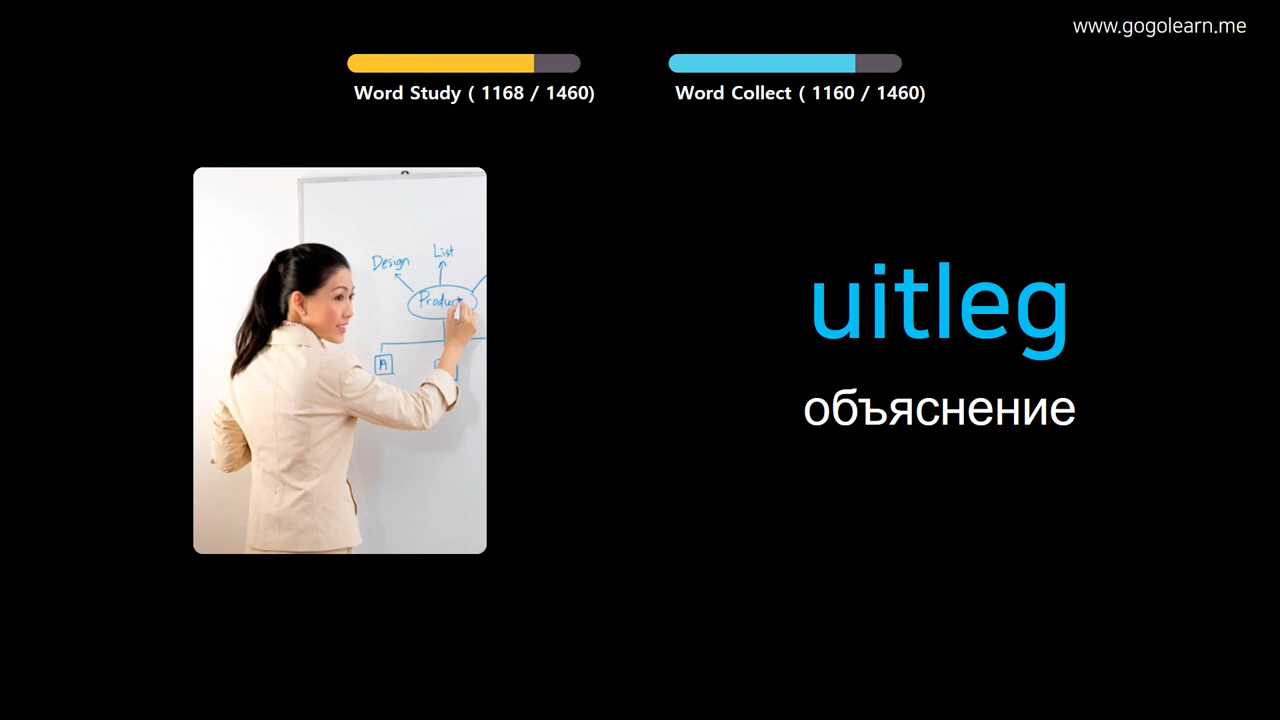 www.gogolearn.me
Word Study ( 1168 / 1460)
Word Collect ( 1160 / 1460)
Design
List
Product
A
uitleg
объяснение